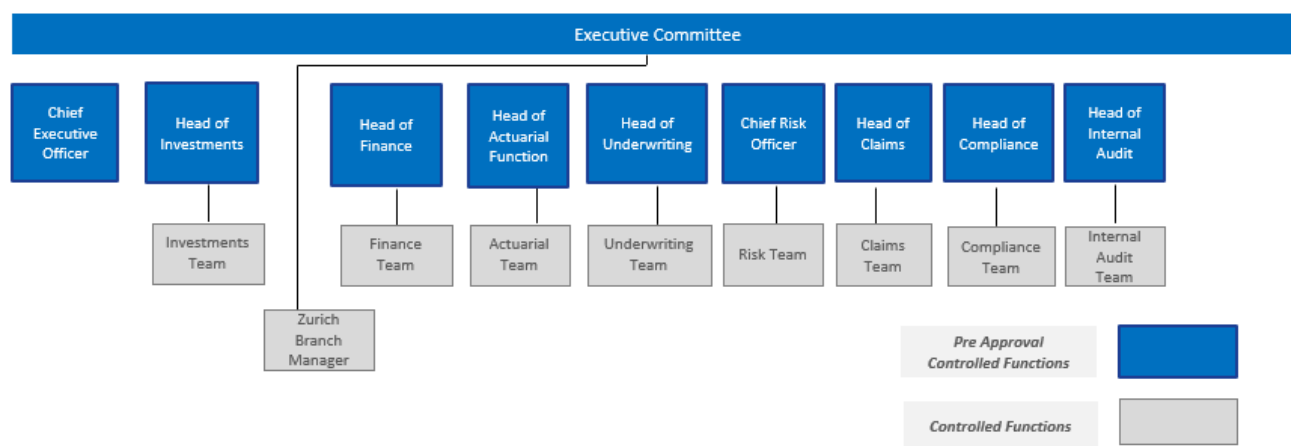 Executive Committee
Chief
Executive
Officer
Head of
Investments
Head of
Finance
Head of
Actuarial
Function
Head of
Underwriting
Chief Risk
Officer
Head of
Claims
Head of
Compliance
Head of
Internal
Audit
Investments
Team
Finance
Team
Actuarial
Team
Underwriting
Team
Risk Team
Claims
Team
Compliance
Team
Internal
Audit
Team
Zurich
Branch
Manager
Pre Approval
Controlled Functions
Controlled Functions